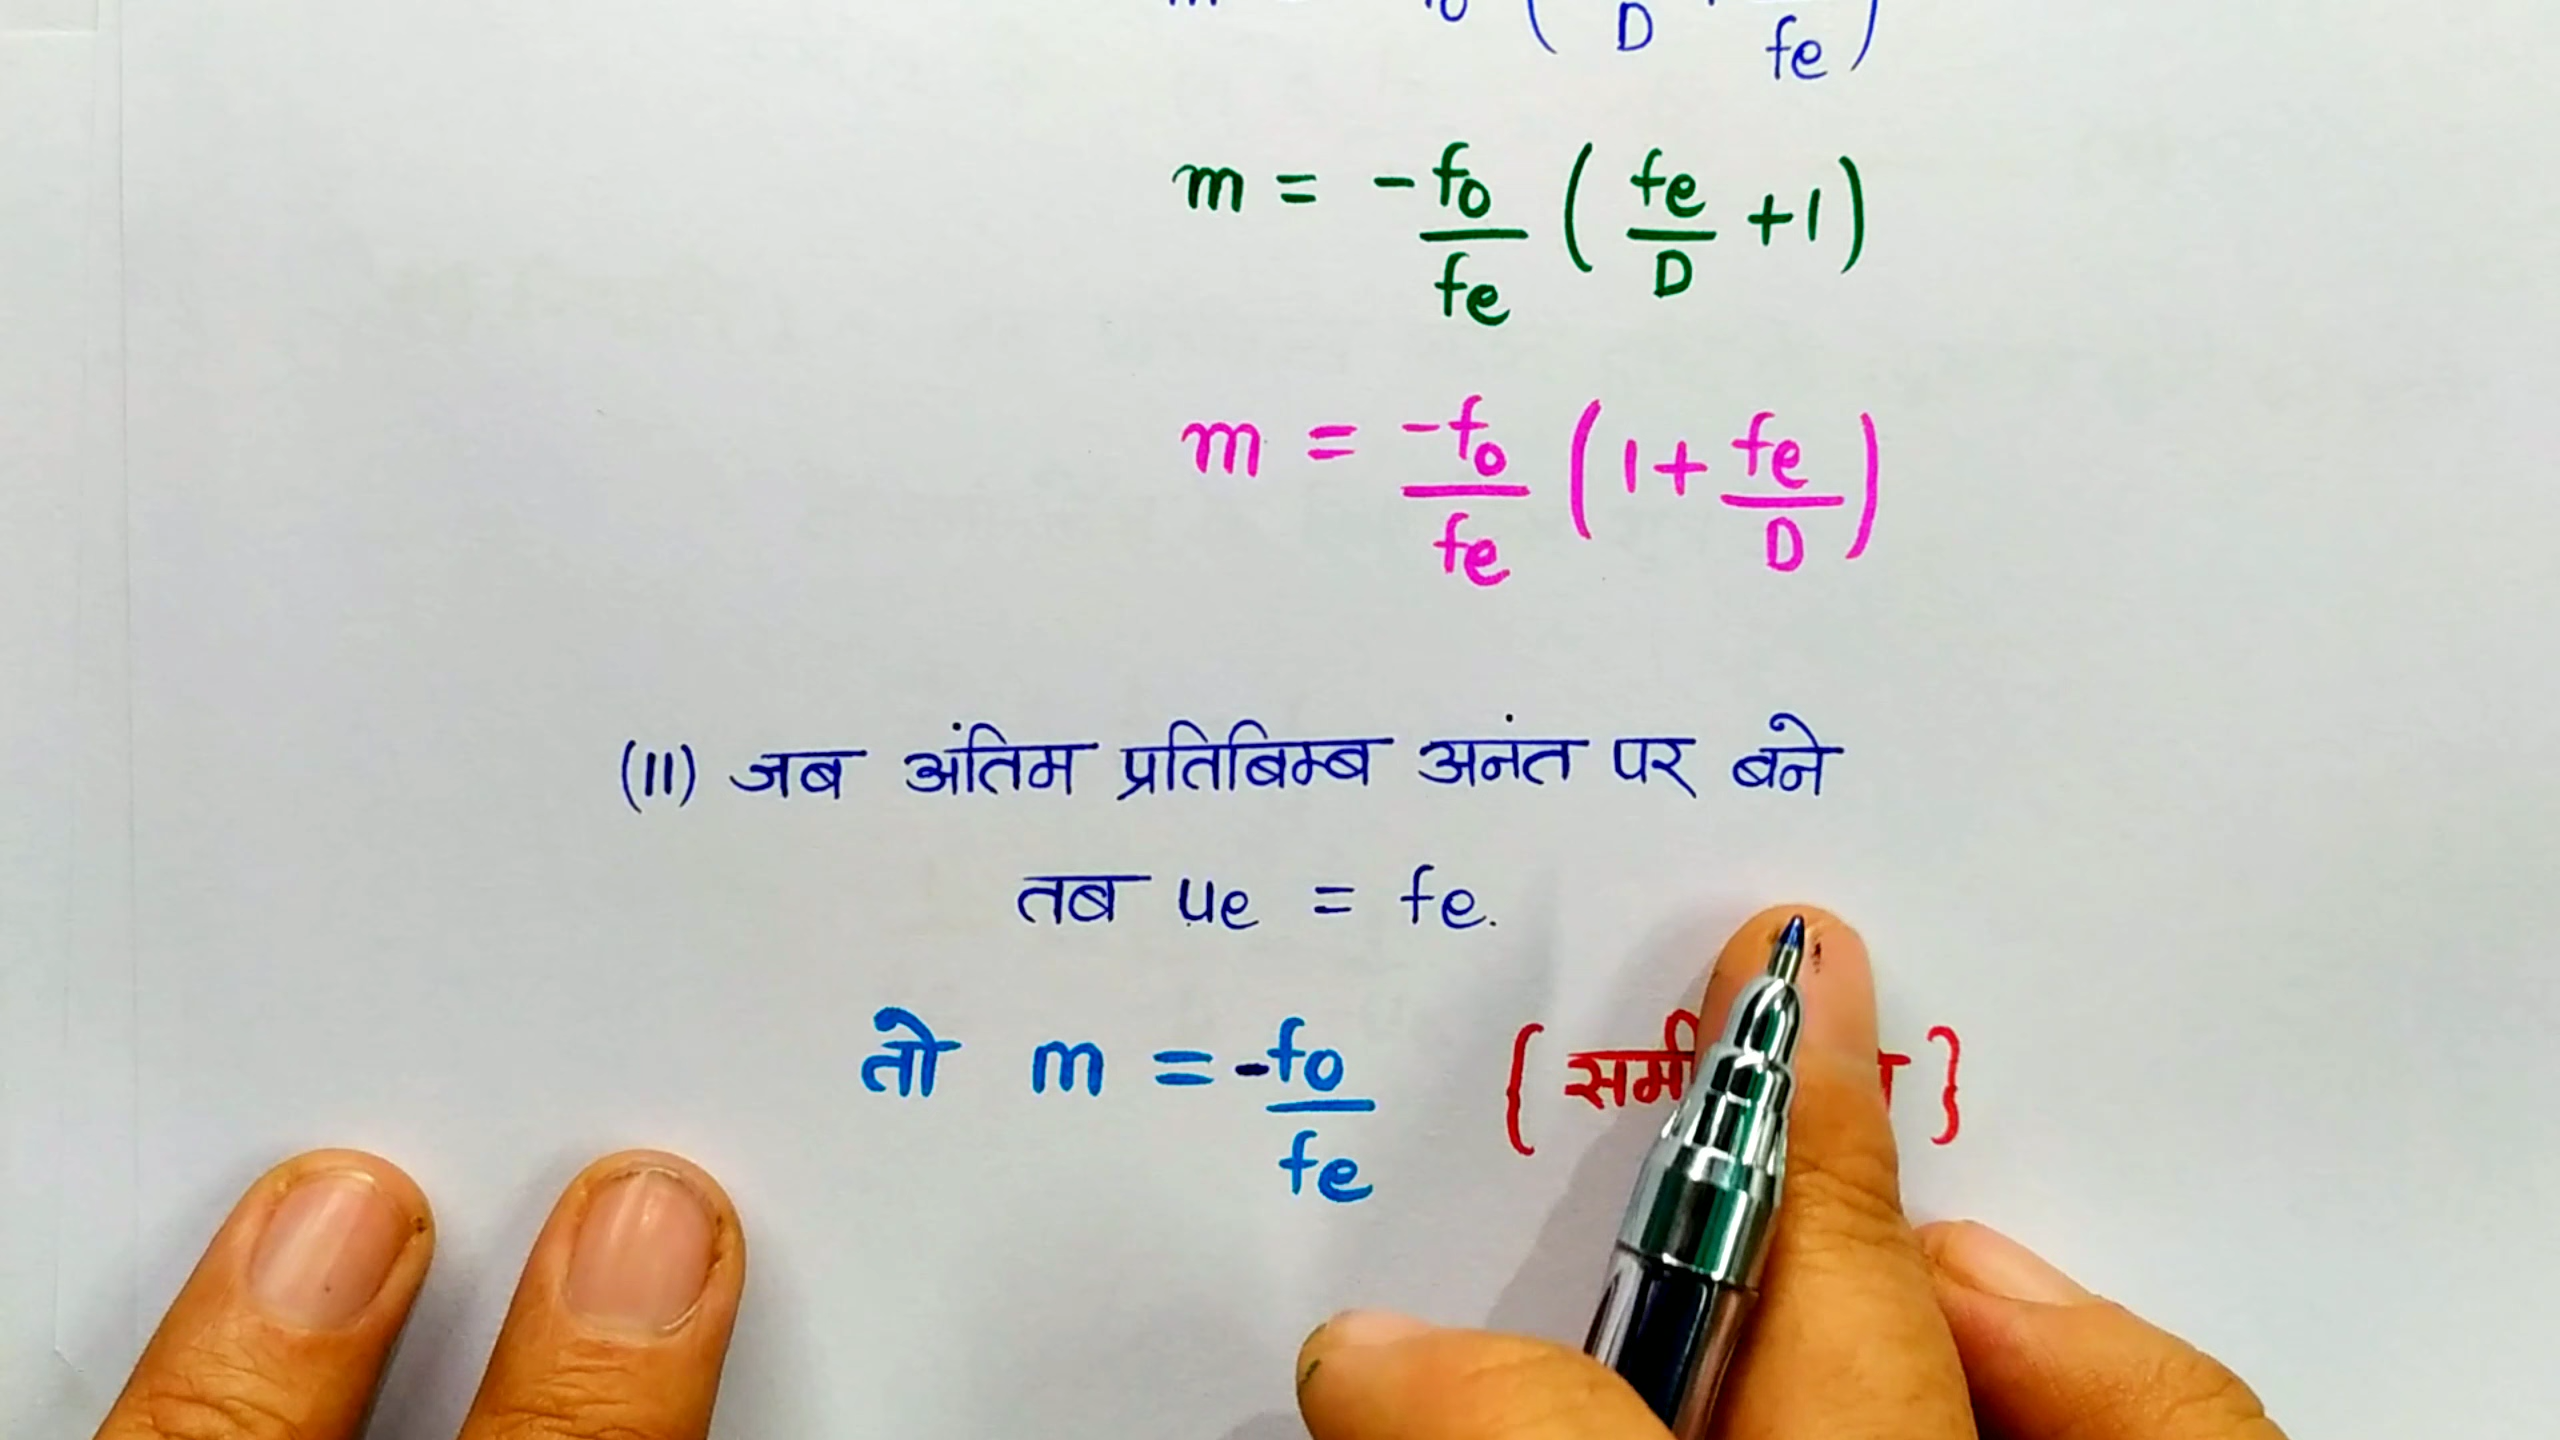 D fe )
m = -fo/fe ( fe/D + 1 )
m = -fo/fe ( 1 + fe/D )
(II) जब अंतिम प्रतिबिम्ब अनंत पर बने
तब ue = fe.
तो m = -fo/fe { }